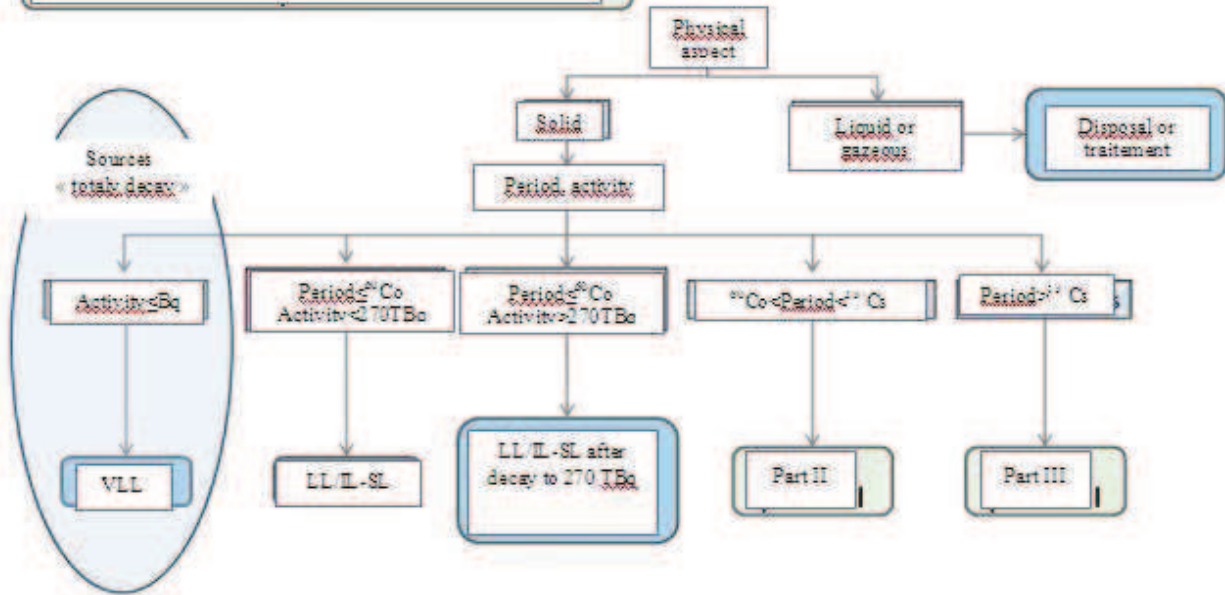 Physical
aspect
Solid
Liquid or
gazeous
Disposal or
traitement
Sources
« totaly decay »
Period, activity
Activity≤Bq
Period≤⁶⁰Co
Activity<270TBq
Period≤⁶⁰Co
Activity>270TBq
⁶⁰Co<Period< Cs
Period> Cs
s
VLL
LL/IL-SL
LL/IL-SL after
decay to 270 TBq
Part II
Part III